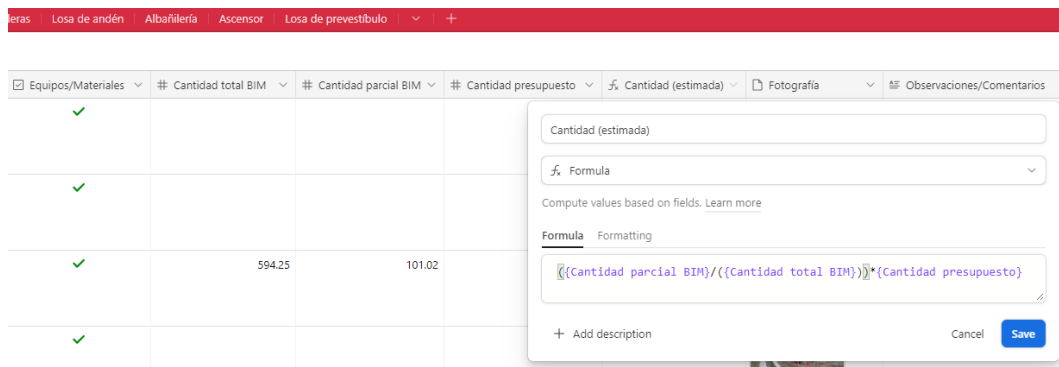 leras Losa de andén Albañilería Ascensor Losa de prevestíbulo
Equipos/Materiales # Cantidad total BIM # Cantidad parcial BIM # Cantidad presupuesto fx Cantidad (estimada) Fotografía Observaciones/Comentarios
Cantidad (estimada)
fx Formula
Compute values based on fields. Learn more
Formula Formatting
594.25 101.02
({Cantidad parcial BIM}/({Cantidad total BIM}))*{Cantidad presupuesto}
+ Add description Cancel Save